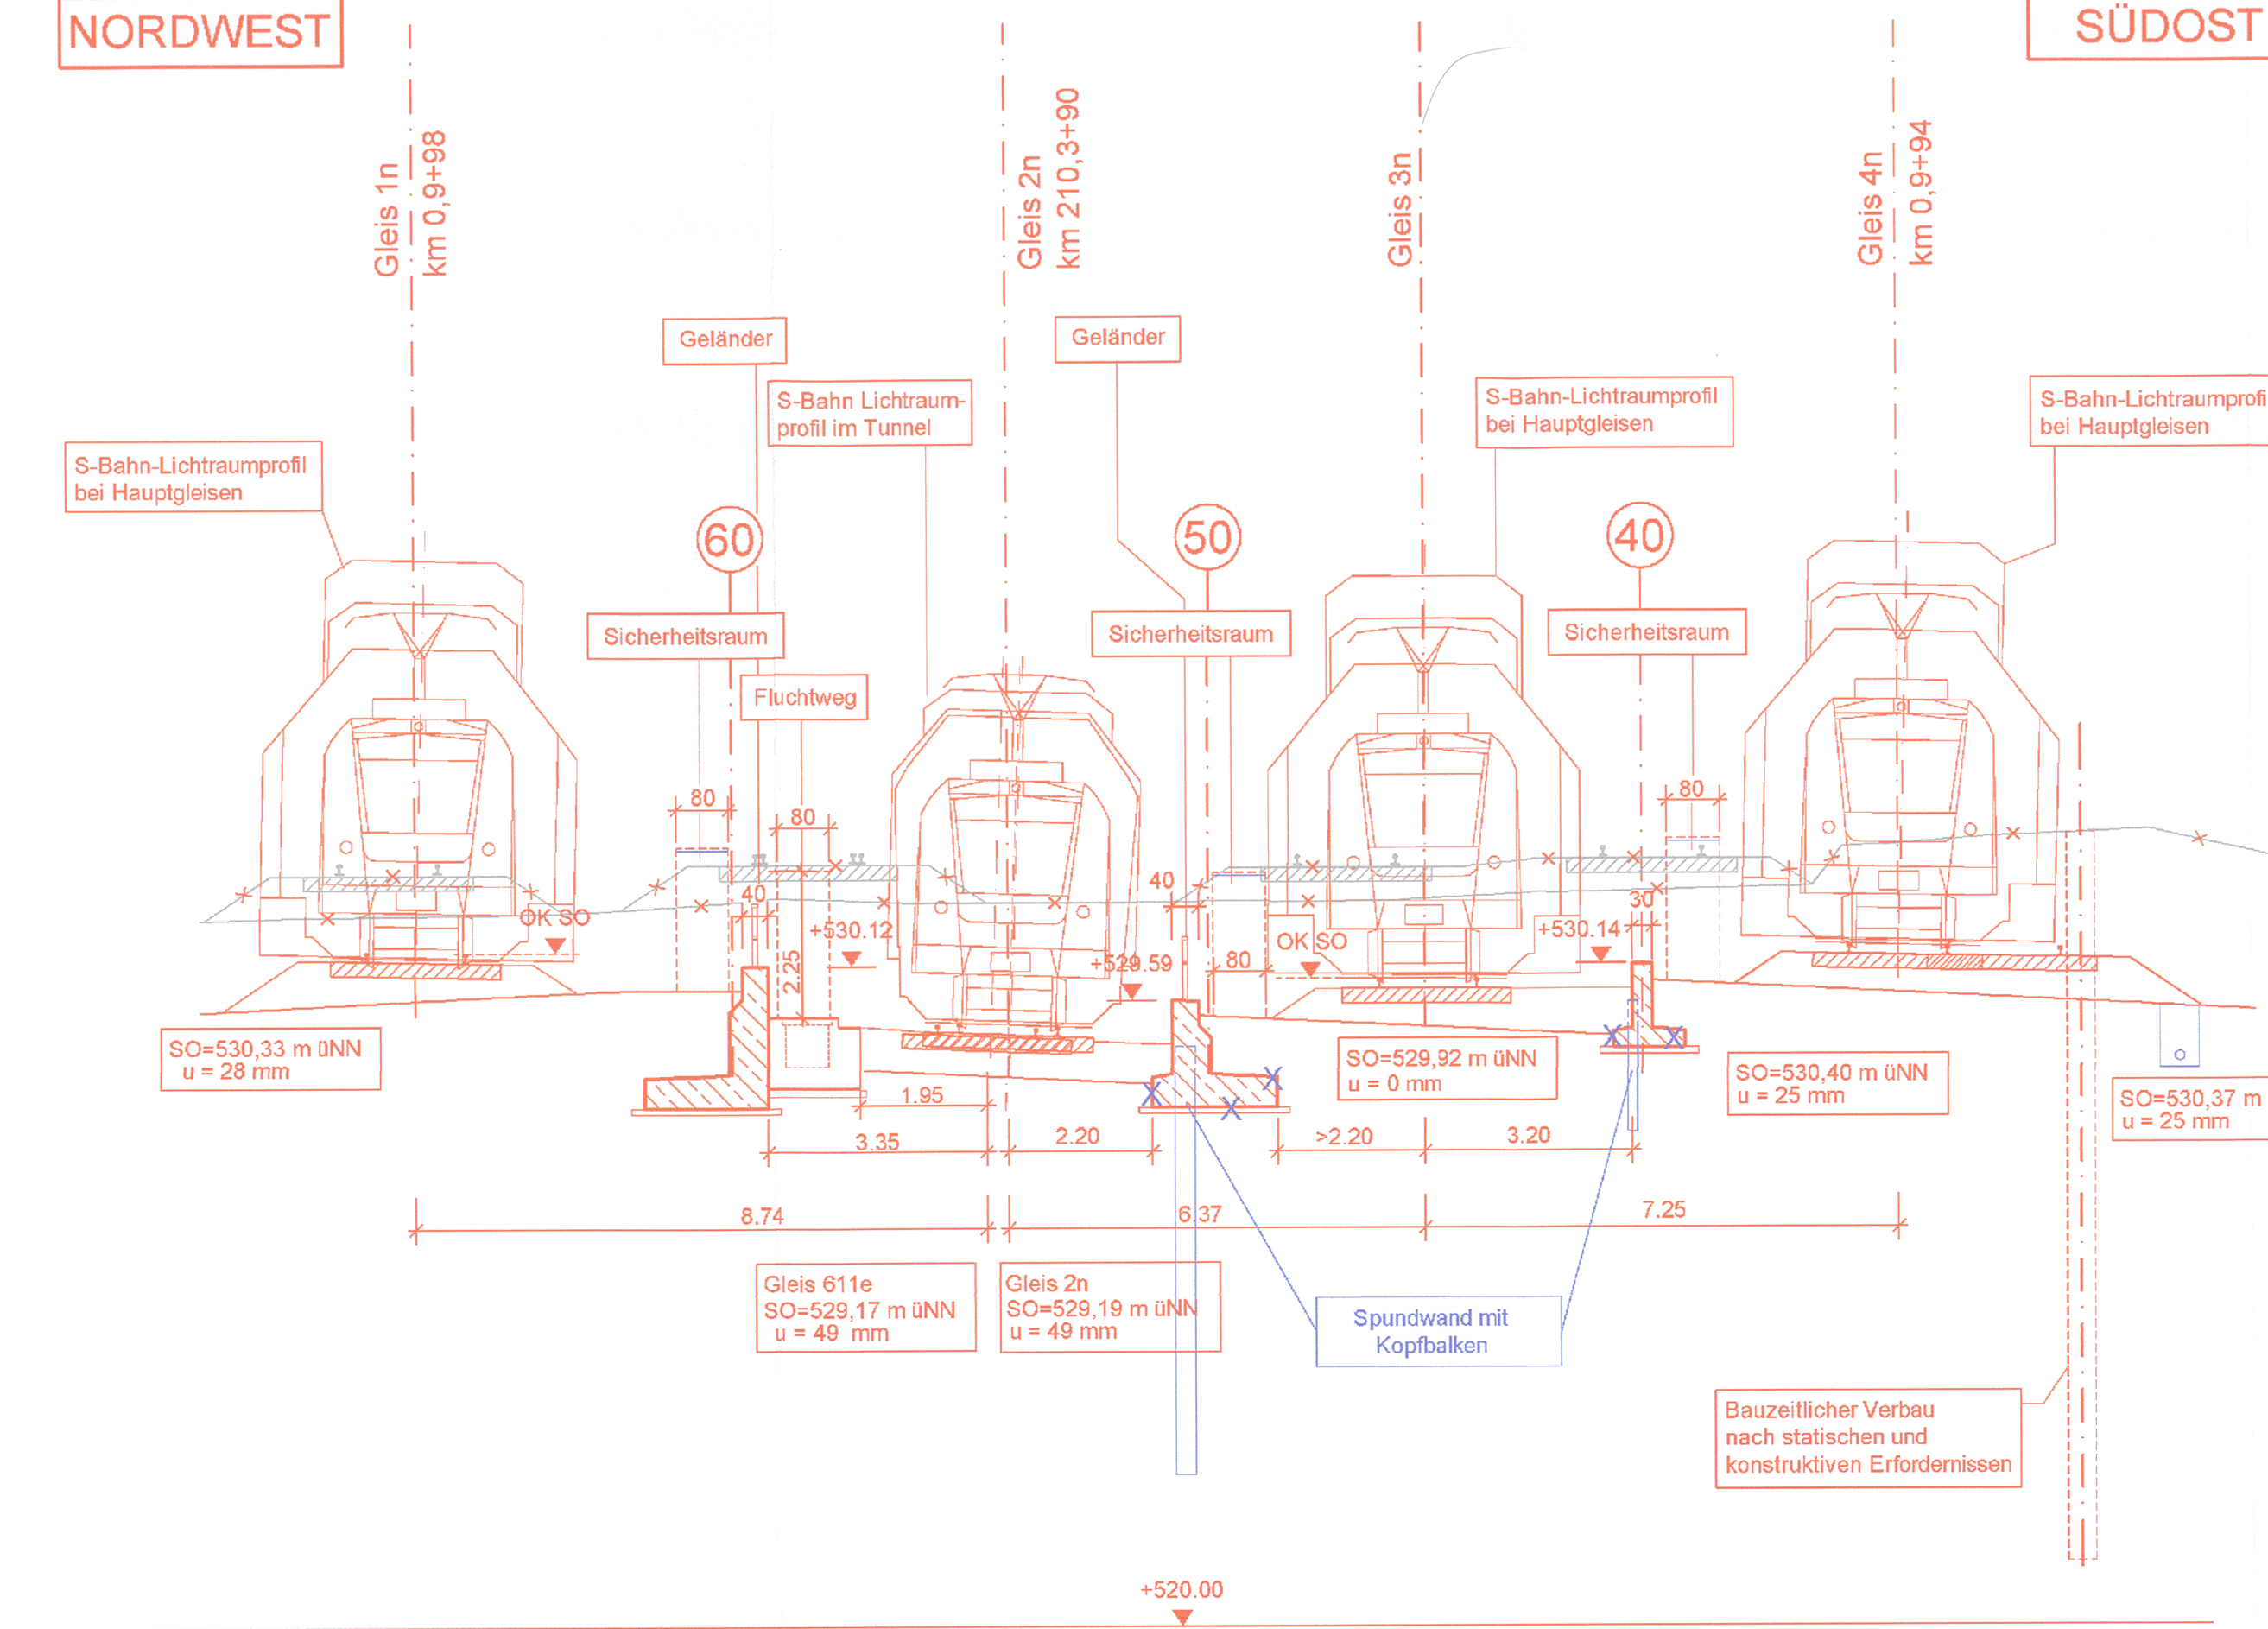 NORDWEST
SÜDOST
Gleis 1n
km 0,9+98
Gleis 2n
km 210,3+90
Gleis 3n
Gleis 4n
km 0,9+94
Geländer
Geländer
S-Bahn Lichtraum-
profil im Tunnel
S-Bahn-Lichtraumprofil
bei Hauptgleisen
S-Bahn-Lichtraumprofi
bei Hauptgleisen
S-Bahn-Lichtraumprofil
bei Hauptgleisen
60
50
40
Sicherheitsraum
Sicherheitsraum
Sicherheitsraum
Fluchtweg
80
80
80
40
40
30
OK SO
+530.12
2.25
+529.59
80
OK SO
+530.14
SO=530,33 m üNN
u = 28 mm
SO=529,92 m üNN
u = 0 mm
SO=530,40 m üNN
u = 25 mm
SO=530,37 m
u = 25 mm
1.95
3.35
2.20
>2.20
3.20
8.74
6.37
7.25
Gleis 611e
SO=529,17 m üNN
u = 49 mm
Gleis 2n
SO=529,19 m üNN
u = 49 mm
Spundwand mit
Kopfbalken
Bauzeitlicher Verbau
nach statischen und
konstruktiven Erfordernissen
+520.00